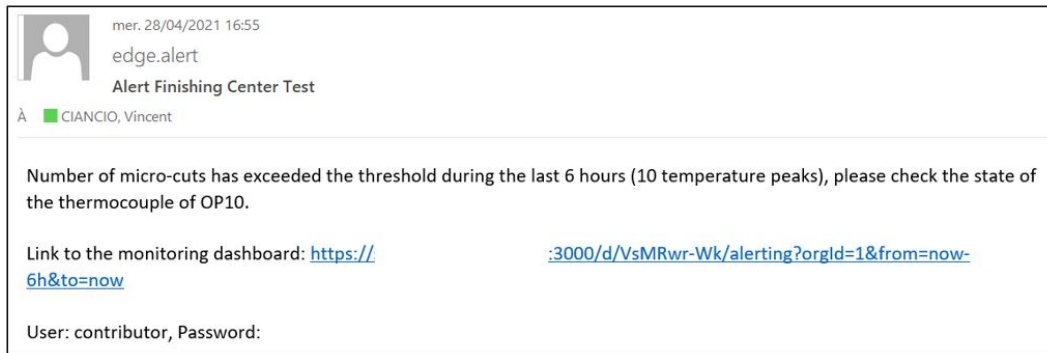 mer. 28/04/2021 16:55
edge.alert
Alert Finishing Center Test
À CIANCIO, Vincent
Number of micro-cuts has exceeded the threshold during the last 6 hours (10 temperature peaks), please check the state of
the thermocouple of OP10.
Link to the monitoring dashboard: https:// :3000/d/VsMRwr-Wk/alerting?orgId=1&from=now-
6h&to=now
User: contributor, Password: